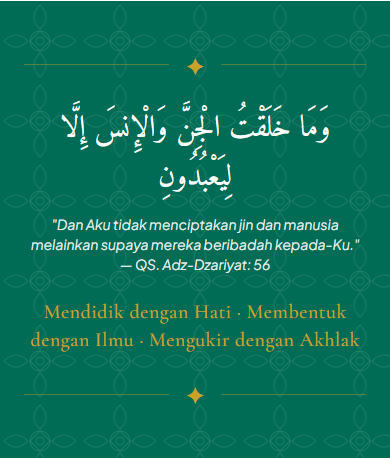 وَمَا خَلَقْتُ الْجِنَّ وَالْإِنسَ إِلَّا
لِيَعْبُدُونِ
"Dan Aku tidak menciptakan jin dan manusia
melainkan supaya mereka beribadah kepada-Ku."
— QS. Adz-Dzariyat: 56
Mendidik dengan Hati · Membentuk
dengan Ilmu · Mengukir dengan Akhlak